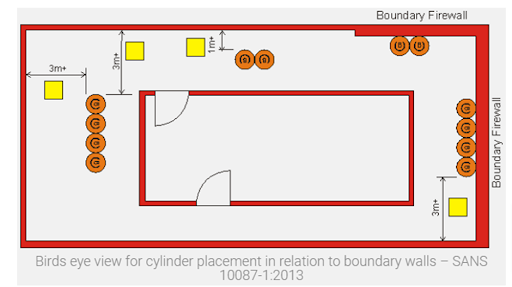 Boundary Firewall
3m+
1m+
3m+
Boundary Firewall
3m+
Birds eye view for cylinder placement in relation to boundary walls – SANS
10087-1:2013